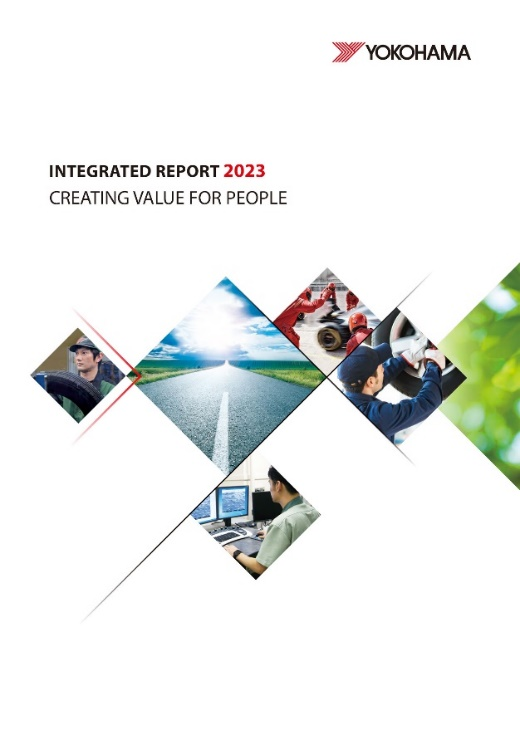 YOKOHAMA
INTEGRATED REPORT 2023
CREATING VALUE FOR PEOPLE